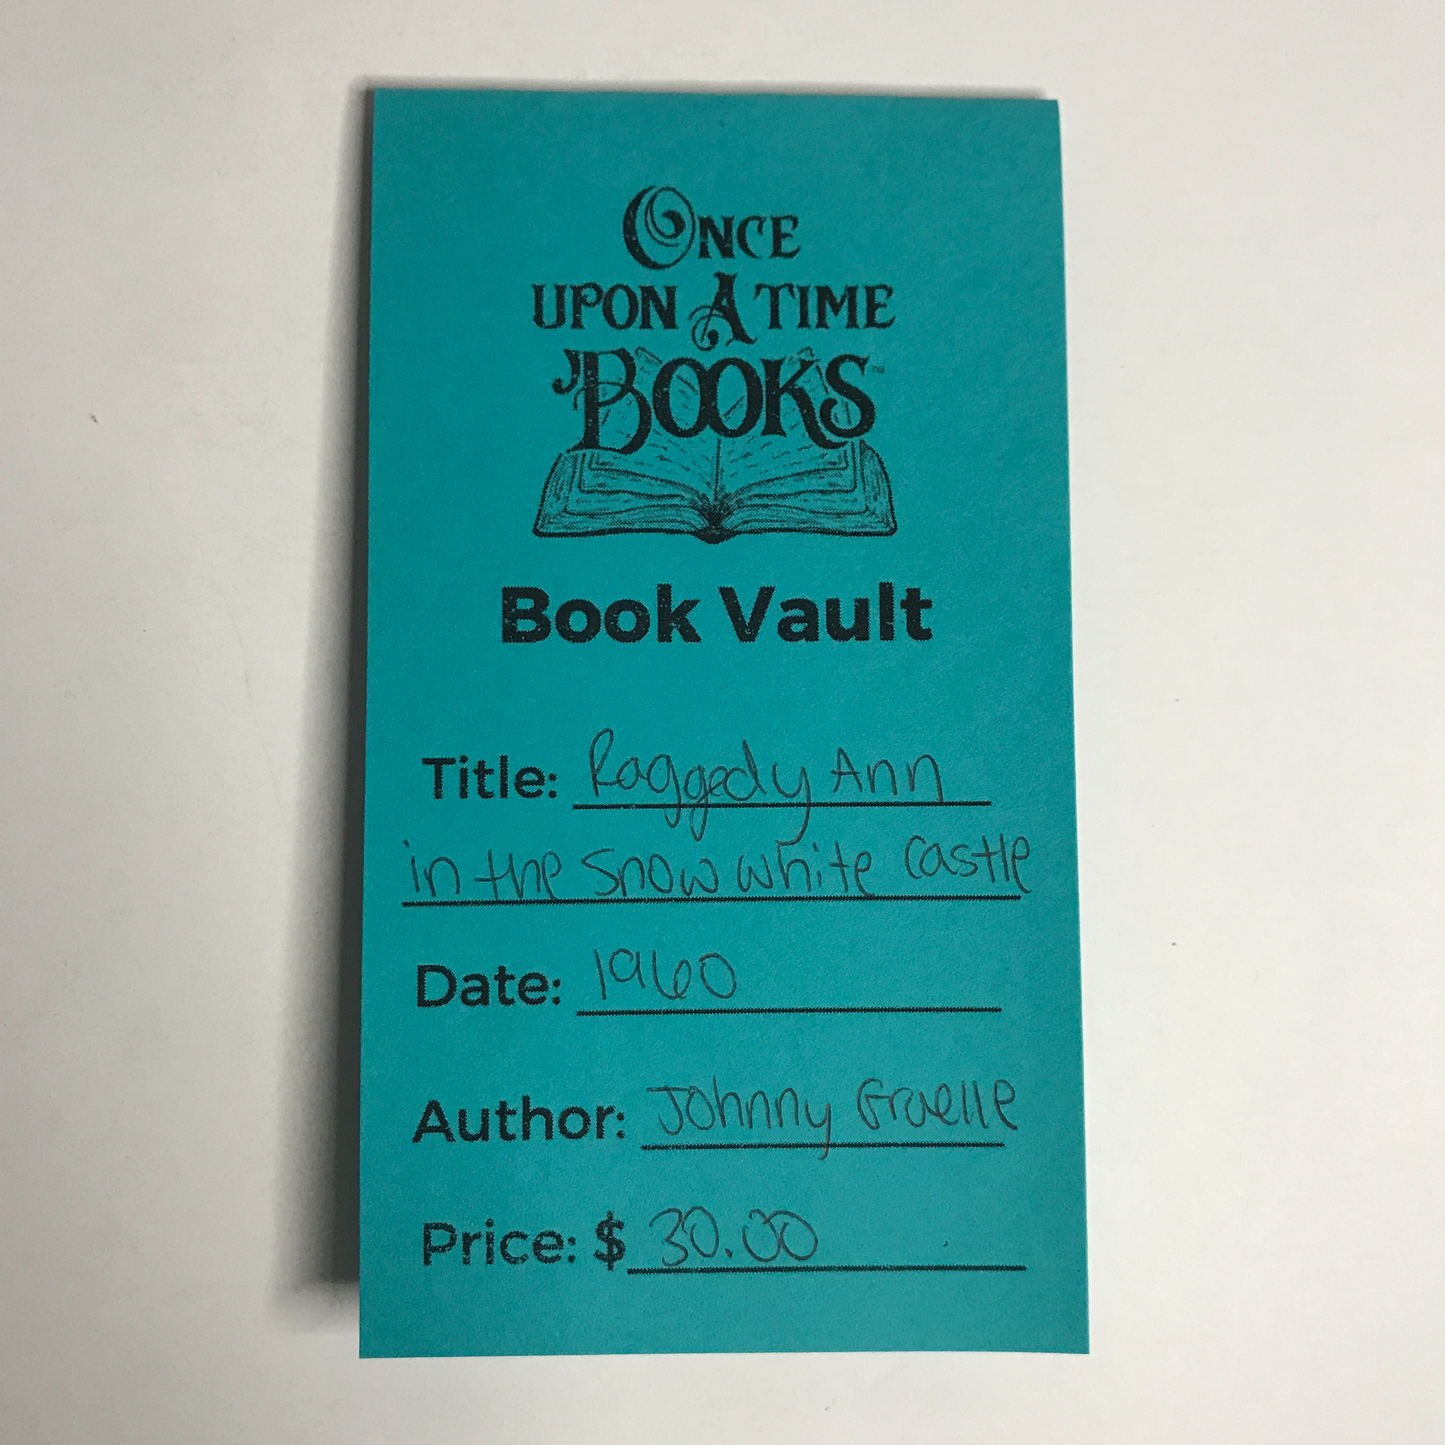 ONCE
UPON A TIME
BOOKS™
Book Vault
Title: Raggedy Ann
in the Snow white castle
Date: 1960
Author: Johnny Gruelle
Price: $ 30.00